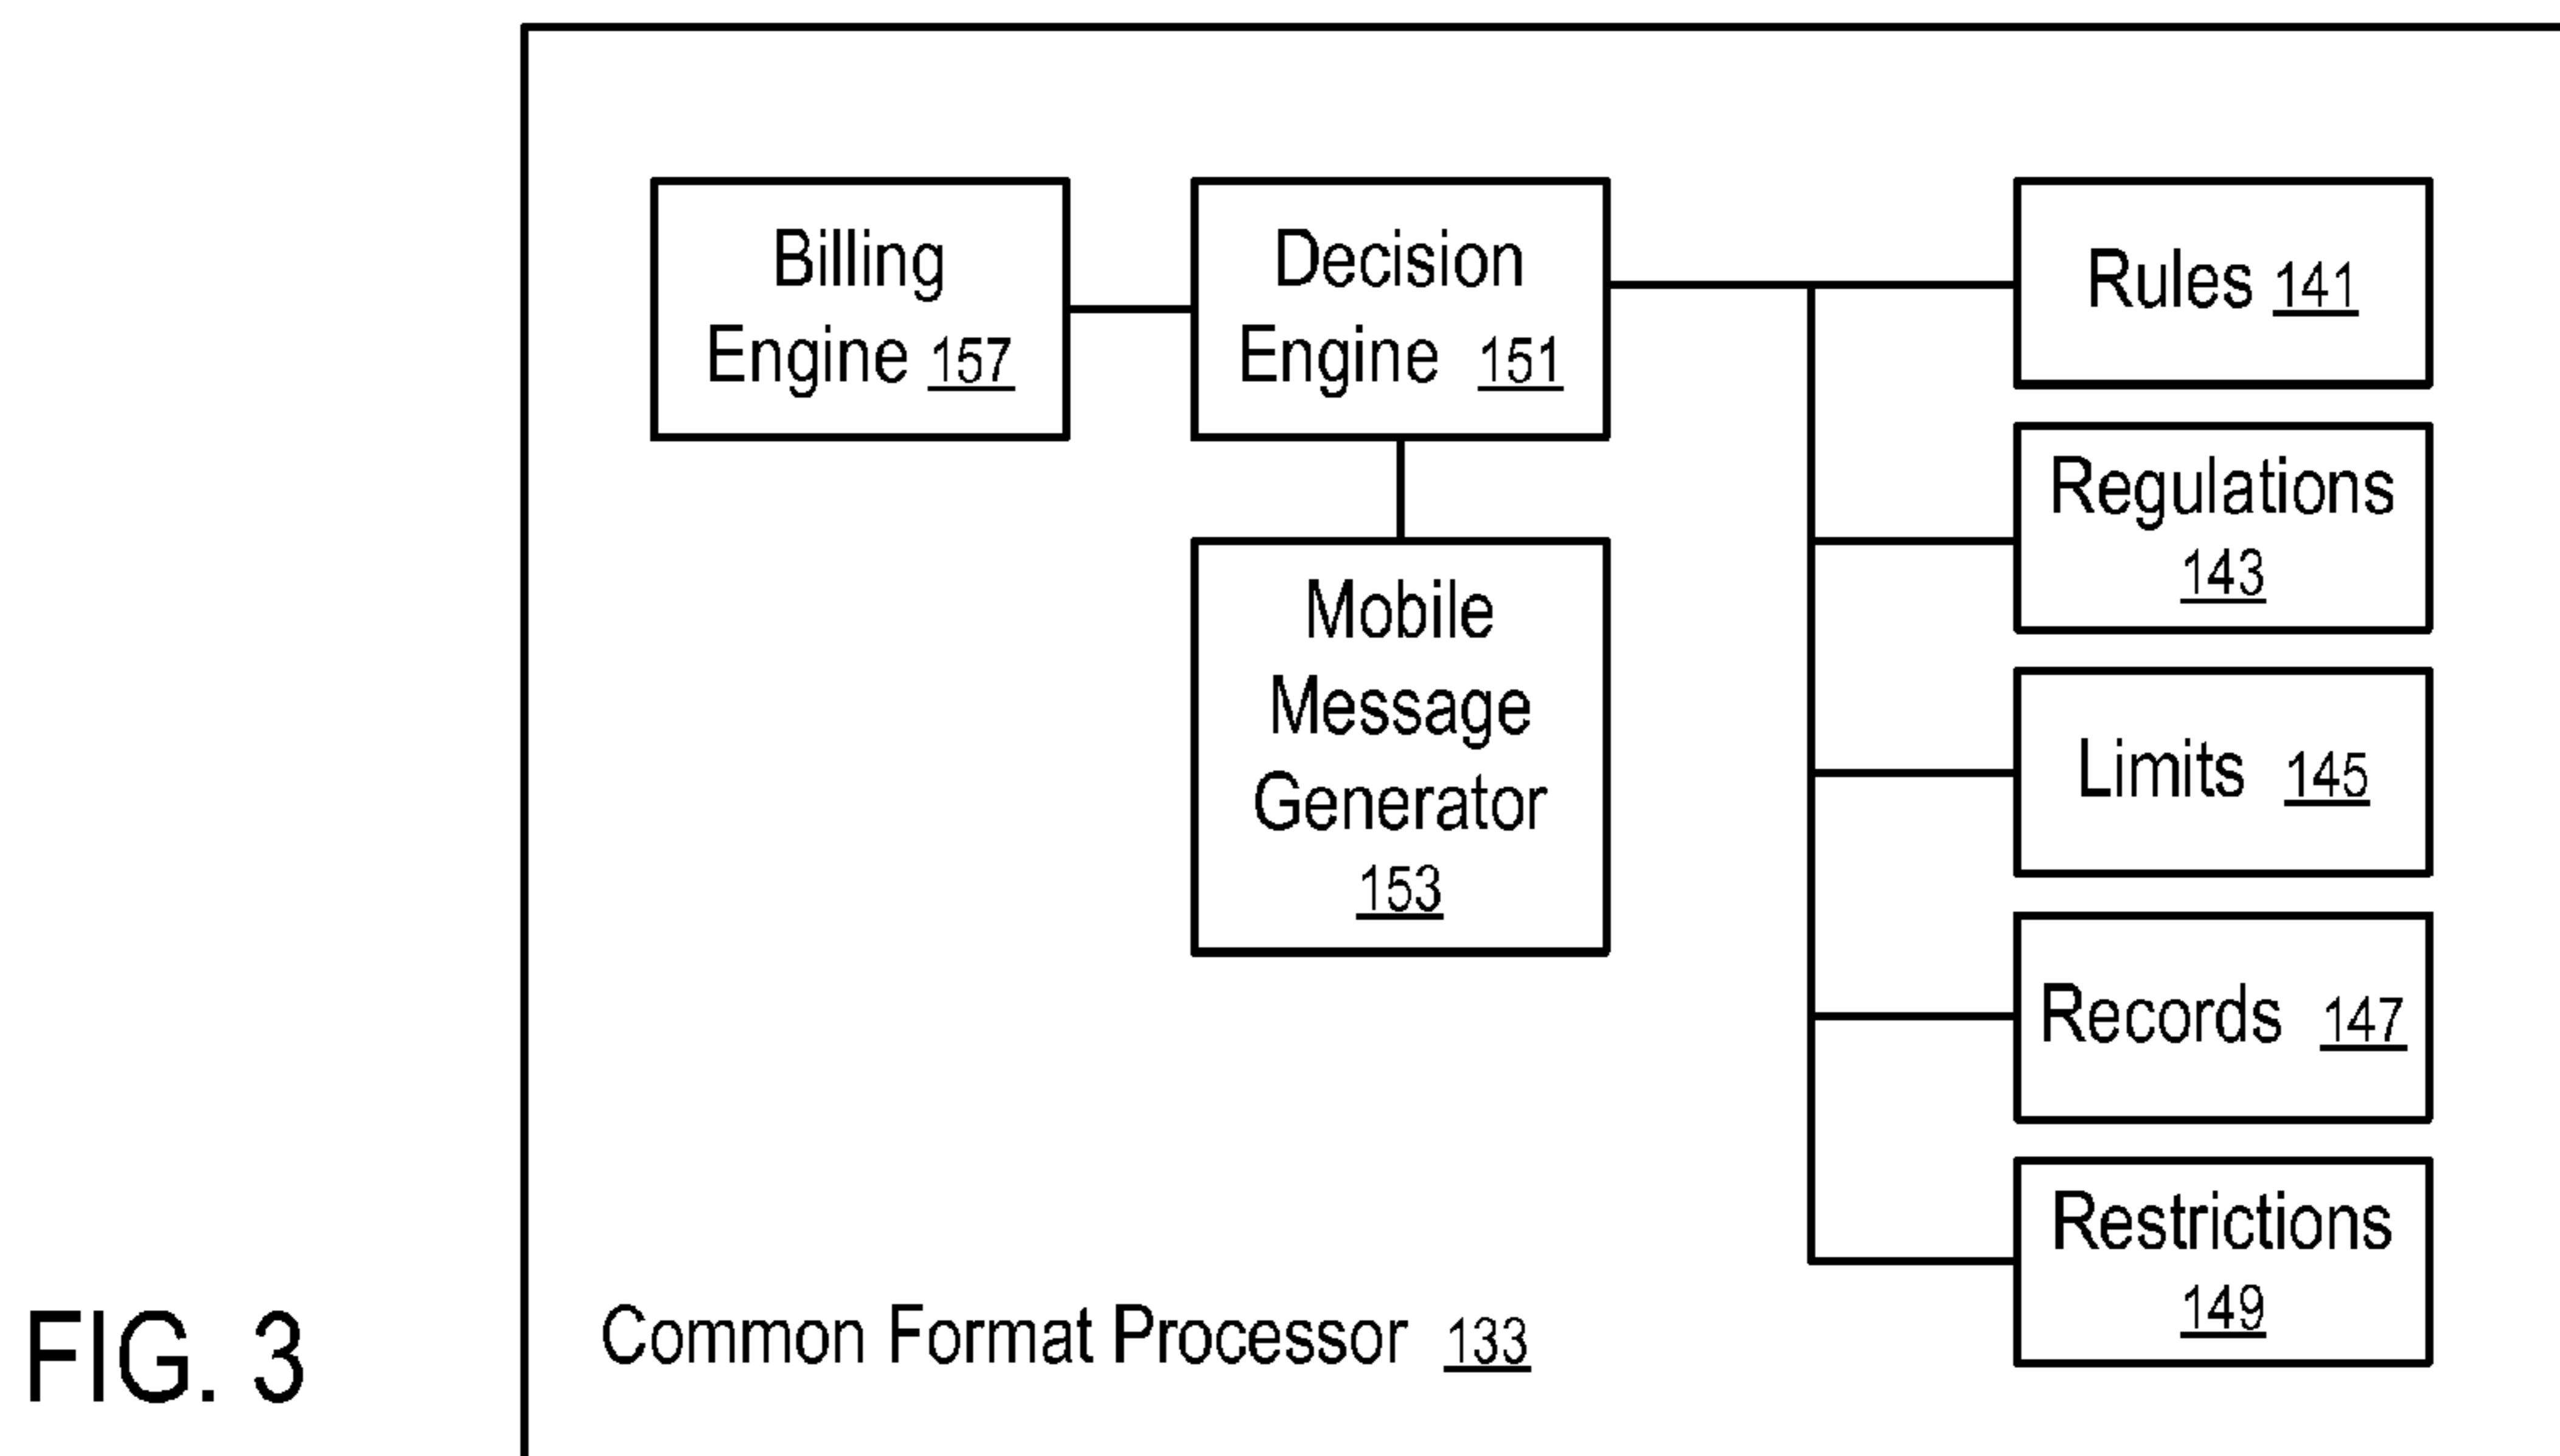 Billing
Engine 157
Decision
Engine 151
Mobile
Message
Generator
153
Rules 141
Regulations
143
Limits 145
Records 147
Restrictions
149
Common Format Processor 133
FIG. 3